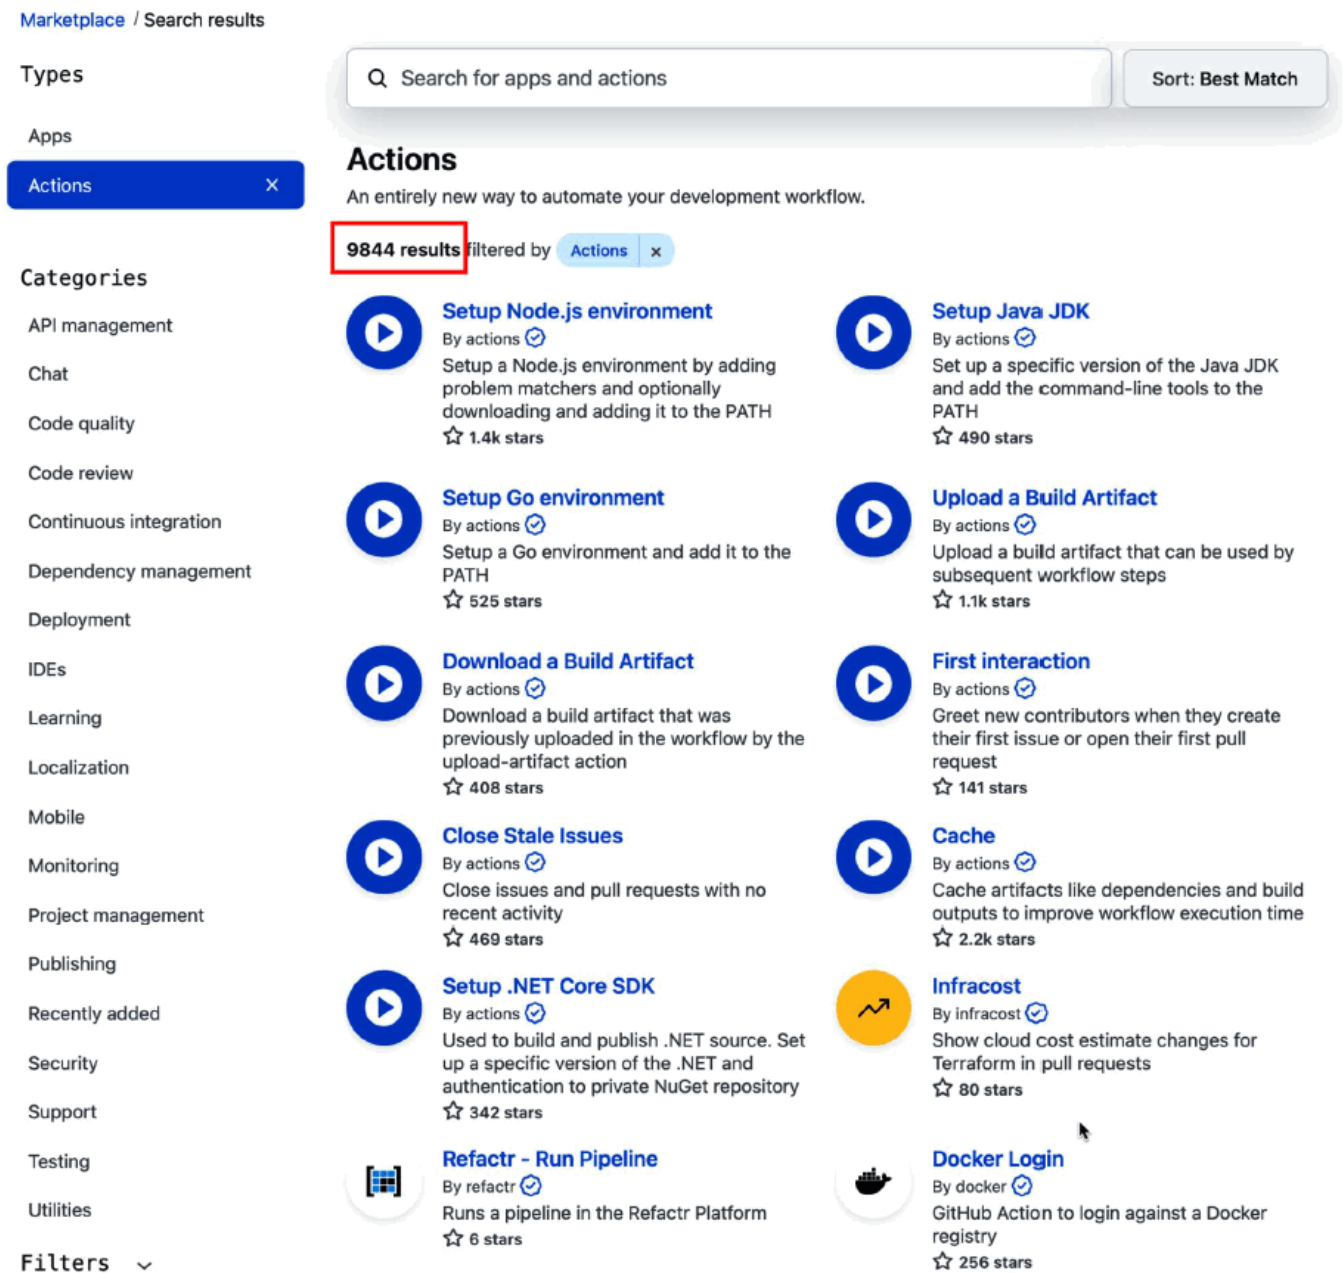 Marketplace / Search results
Types
Apps
Actions
Categories
API management
Chat
Code quality
Code review
Continuous integration
Dependency management
Deployment
IDEs
Learning
Localization
Mobile
Monitoring
Project management
Publishing
Recently added
Security
Support
Testing
Utilities
Filters
Search for apps and actions
Sort: Best Match
Actions
An entirely new way to automate your development workflow.
9844 results filtered by Actions ×
Setup Node.js environment
By actions
Setup a Node.js environment by adding
problem matchers and optionally
downloading and adding it to the PATH
1.4k stars
Setup Java JDK
By actions
Set up a specific version of the Java JDK
and add the command-line tools to the
PATH
490 stars
Setup Go environment
By actions
Setup a Go environment and add it to the
PATH
525 stars
Upload a Build Artifact
By actions
Upload a build artifact that can be used by
subsequent workflow steps
1.1k stars
Download a Build Artifact
By actions
Download a build artifact that was
previously uploaded in the workflow by the
upload-artifact action
408 stars
First interaction
By actions
Greet new contributors when they create
their first issue or open their first pull
request
141 stars
Close Stale Issues
By actions
Close issues and pull requests with no
recent activity
469 stars
Cache
By actions
Cache artifacts like dependencies and build
outputs to improve workflow execution time
2.2k stars
Setup .NET Core SDK
By actions
Used to build and publish .NET source. Set
up a specific version of the .NET and
authentication to private NuGet repository
342 stars
Infracost
By infracost
Show cloud cost estimate changes for
Terraform in pull requests
80 stars
Refactr - Run Pipeline
By refactr
Runs a pipeline in the Refactr Platform
6 stars
Docker Login
By docker
GitHub Action to login against a Docker
registry
256 stars